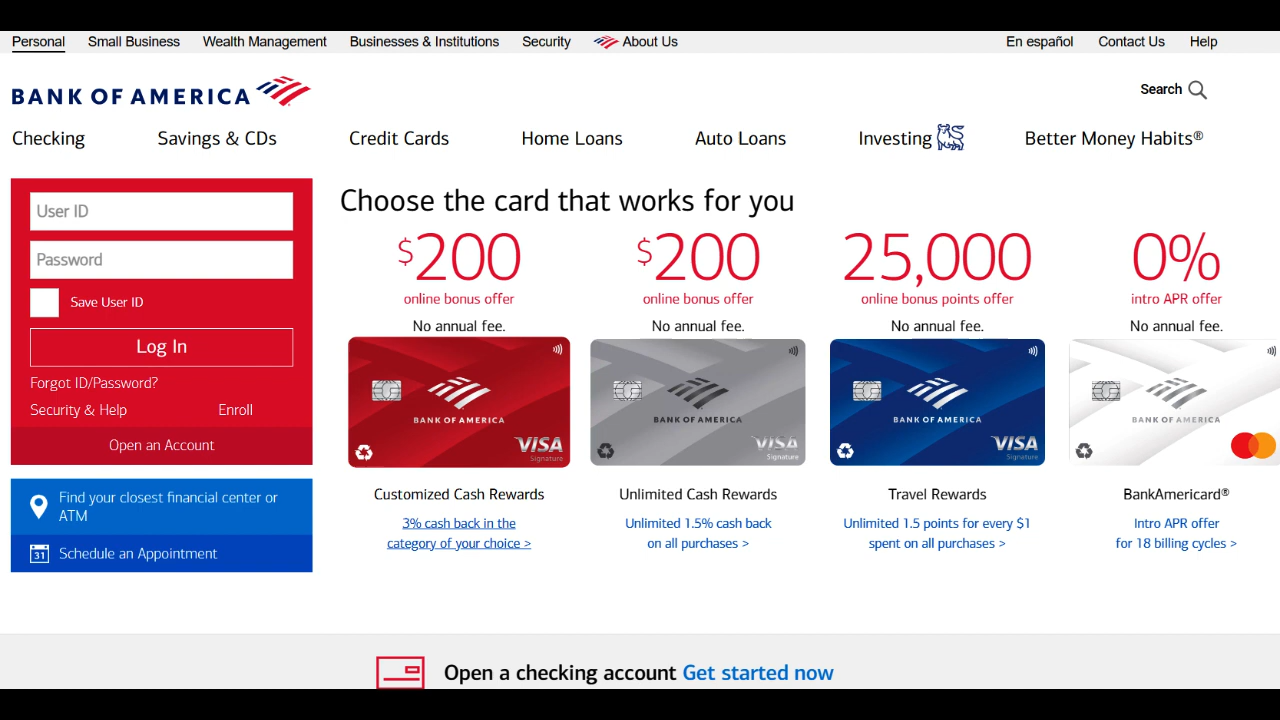 Personal Small Business Wealth Management Businesses & Institutions Security About Us En español Contact Us Help
BANK OF AMERICA
Search
Checking Savings & CDs Credit Cards Home Loans Auto Loans Investing Better Money Habits®
User ID
Password
Save User ID
Log In
Forgot ID/Password?
Security & Help Enroll
Open an Account
Find your closest financial center or
ATM
31 Schedule an Appointment
Choose the card that works for you
$200
online bonus offer
No annual fee.
BANK OF AMERICA
VISA
Signature
Customized Cash Rewards
3% cash back in the
category of your choice >
$200
online bonus offer
No annual fee.
BANK OF AMERICA
VISA
Signature
Unlimited Cash Rewards
Unlimited 1.5% cash back
on all purchases >
25,000
online bonus points offer
No annual fee.
BANK OF AMERICA
VISA
Signature
Travel Rewards
Unlimited 1.5 points for every $1
spent on all purchases >
0%
intro APR offer
No annual fee.
BANK OF AMERICA
BankAmericard®
Intro APR offer
for 18 billing cycles >
Open a checking account Get started now